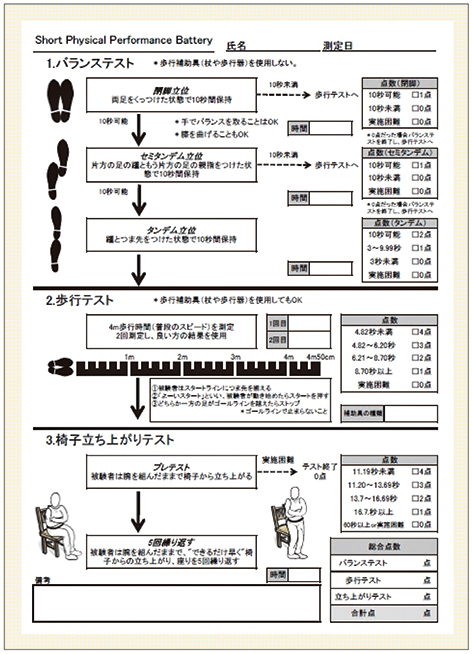 Short Physical Performance Battery 氏名 測定日
1.バランステスト *歩行補助具(杖や歩行器)を使用しない。
閉脚立位
両足をくっつけた状態で10秒間保持
10秒未満
歩行テストへ
点数(閉脚)
10秒可能 □1点
10秒未満 □0点
実施困難 □0点
*0点だった場合バランステストを終了し、歩行テストへ
10秒可能
*手でバランスを取ることはOK
*腰を曲げることもOK
時間
セミタンデム立位
片方の足の踵ともう片方の足の親指をつけた状
態で10秒間保持
10秒未満
歩行テストへ
点数(セミタンデム)
10秒可能 □1点
10秒未満 □0点
実施困難 □0点
*0点だった場合バランステストを終了し、歩行テストへ
10秒可能
時間
タンデム立位
踵とつま先をつけた状態で10秒間保持
時間
点数(タンデム)
10秒可能 □2点
3～9.99秒 □1点
3秒未満 □0点
実施困難 □0点
2.歩行テスト *歩行補助具(杖や歩行器)を使用してもOK
4m歩行時間(普段のスピード)を測定
2回測定し、良い方の結果を使用
1回目
2回目
点数
4.82秒未満 □4点
4.82～6.20秒 □3点
6.21～8.70秒 □2点
8.70秒以上 □1点
実施困難 □0点
1m 2m 3m 4m 4m50cm
①被験者はスタートラインにつま先を揃える
②「よーいスタート」といい、被験者が動き始めたらスタートを押す
③どちらか一方の足がゴールラインを越えたらストップ
*ゴールラインで止まらないこと
補助具の種類
3.椅子立ち上がりテスト
プレテスト
被験者は腕を組んだままで椅子から立ち上がる
実施困難
テスト終了
0点
点数
11.19秒未満 □4点
11.20～13.69秒 □3点
13.7～16.69秒 □2点
16.7秒以上 □1点
60秒以上or実施困難 □0点
5回繰り返す
被験者は腕を組んだままで、“できるだけ早く”椅
子からの立ち上がり、座りを5回繰り返す
時間
総合点数
バランステスト 点
歩行テスト 点
立ち上がりテスト 点
合計点 点
備考